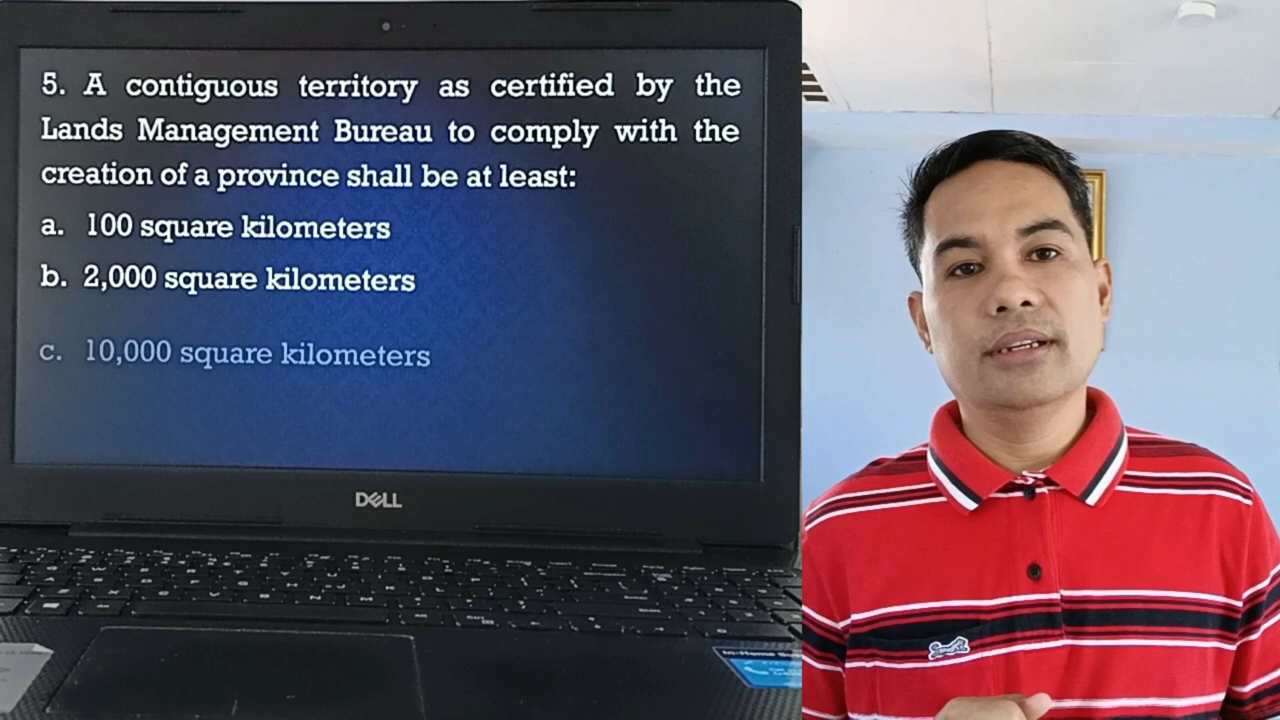 5. A contiguous territory as certified by the
Lands Management Bureau to comply with the
creation of a province shall be at least:
a. 100 square kilometers
b. 2,000 square kilometers
c. 10,000 square kilometers
DELL